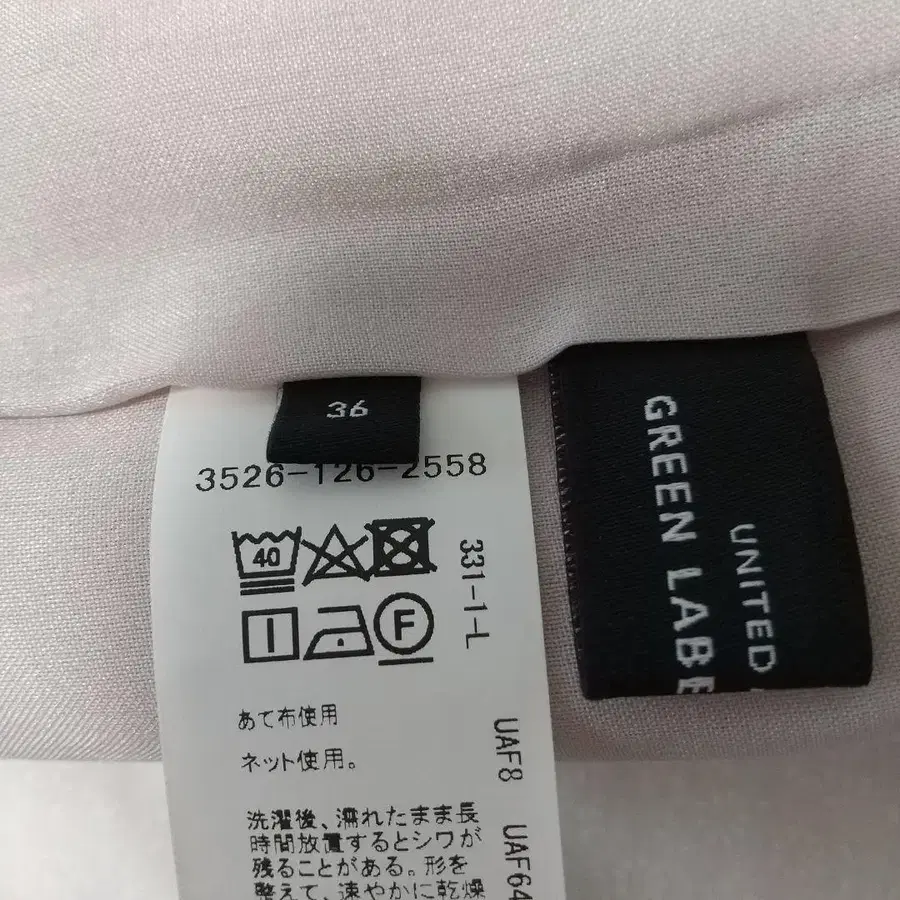 36
3526-126-2558
40
F
331-1-L
あて布使用
ネット使用。
洗濯後、濡れたまま長
時間放置するとシワが
残ることがある。形を
整えて、速やかに乾燥
UAF8
UAF64
UNITED
GREEN LABE